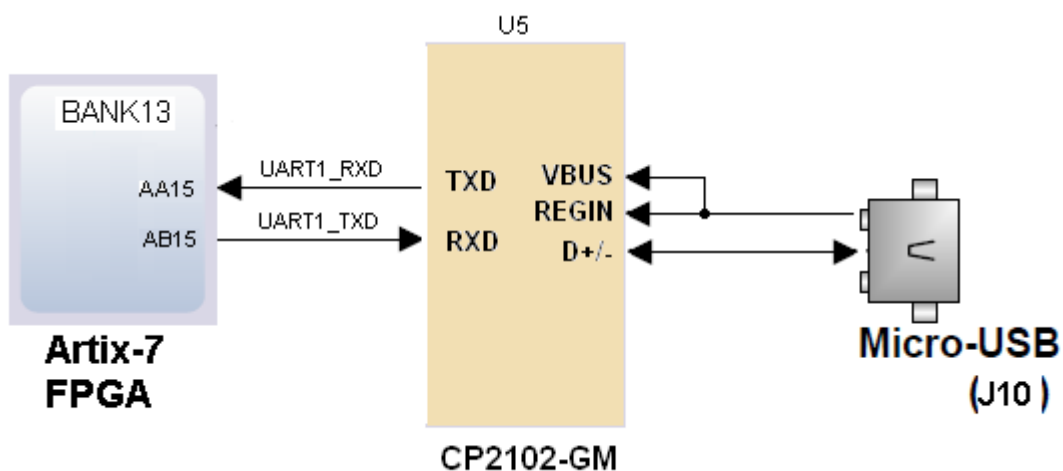 U5
BANK13
AA15
AB15
UART1_RXD
UART1_TXD
TXD
RXD
VBUS
REGIN
D+/-
Artix-7
FPGA
CP2102-GM
Micro-USB
(J10 )